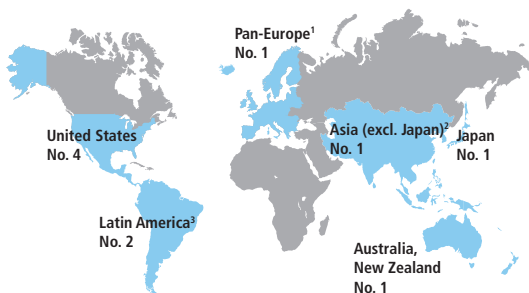 Pan-Europe¹
No. 1
United States
No. 4
Asia (excl. Japan)²
No. 1
Japan
No. 1
Latin America³
No. 2
Australia,
New Zealand
No. 1